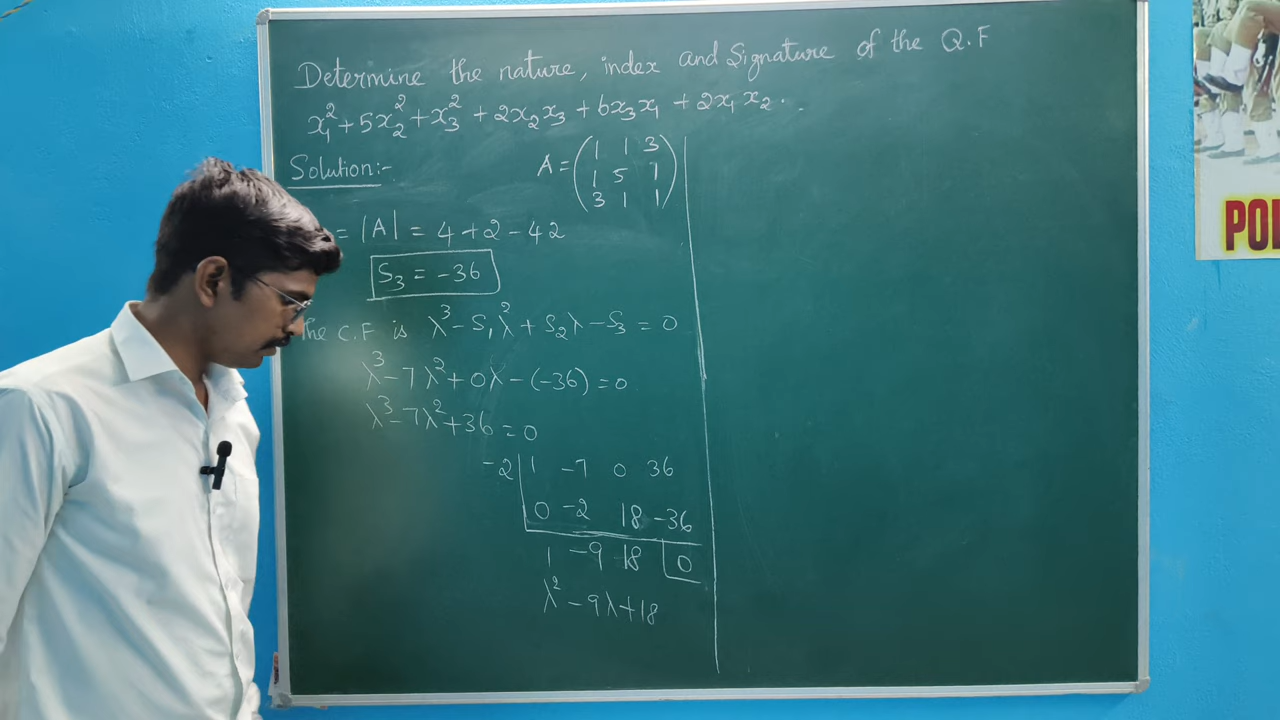 Determine the nature, index and Signature of the Q.F
x₁² + 5x₂² + x₃² + 2x₂x₃ + 6x₃x₁ + 2x₁x₂.
Solution:-
A = (1 1 3
1 5 1
3 1 1)
= |A| = 4 + 2 - 42
S₃ = -36
The C.F is λ³ - S₁λ² + S₂λ - S₃ = 0
λ³ - 7λ² + 0λ - (-36) = 0
λ³ - 7λ² + 36 = 0
-2 | 1 -7 0 36
0 -2 18 -36
1 -9 18 | 0
λ² - 9λ + 18